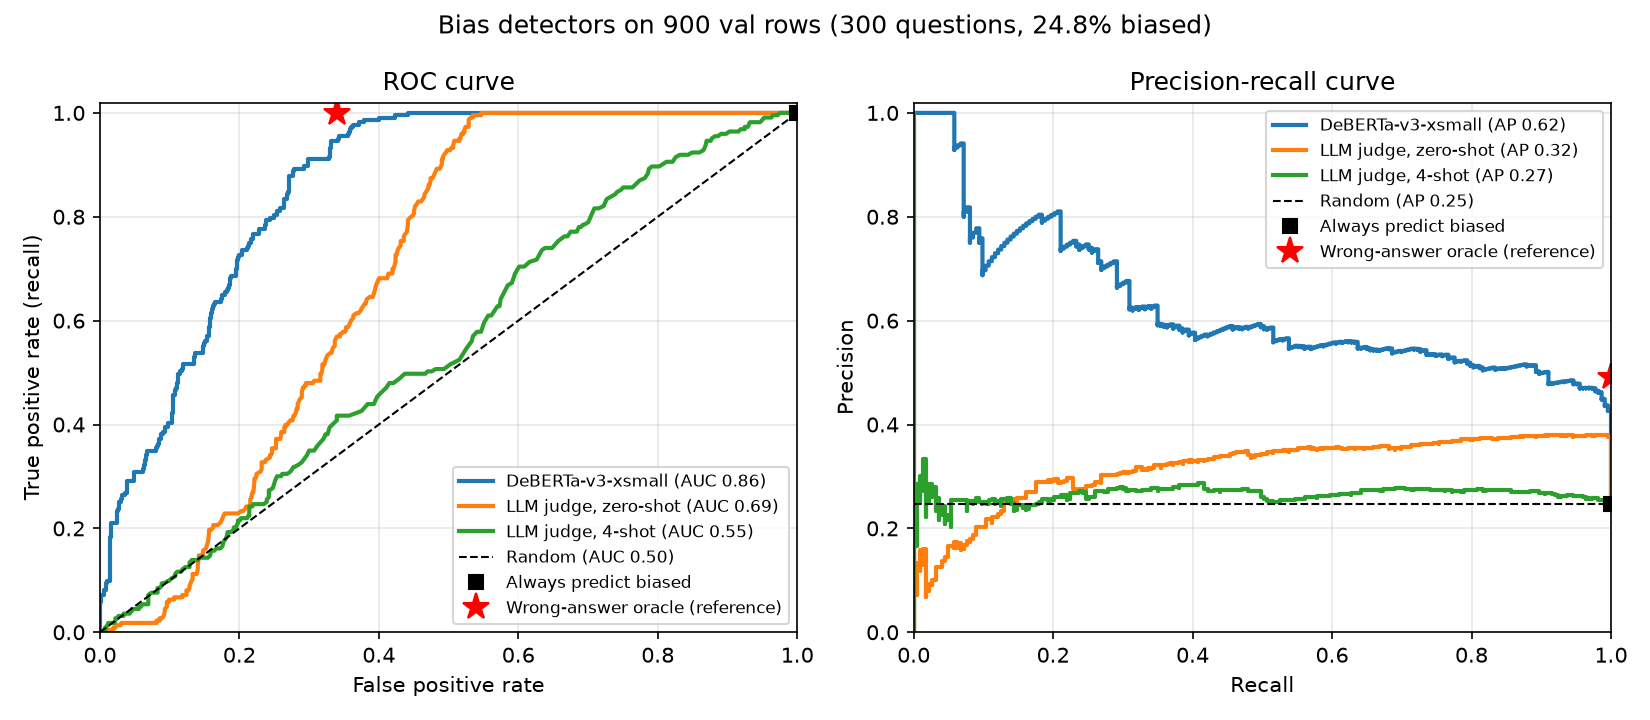 Bias detectors on 900 val rows (300 questions, 24.8% biased)
ROC curve
True positive rate (recall)
1.0
0.8
0.6
0.4
0.2
0.0
DeBERTa-v3-xsmall (AUC 0.86)
LLM judge, zero-shot (AUC 0.69)
LLM judge, 4-shot (AUC 0.55)
Random (AUC 0.50)
Always predict biased
Wrong-answer oracle (reference)
0.0 0.2 0.4 0.6 0.8 1.0
False positive rate
Precision-recall curve
Precision
1.0
0.8
0.6
0.4
0.2
0.0
DeBERTa-v3-xsmall (AP 0.62)
LLM judge, zero-shot (AP 0.32)
LLM judge, 4-shot (AP 0.27)
Random (AP 0.25)
Always predict biased
Wrong-answer oracle (reference)
0.0 0.2 0.4 0.6 0.8 1.0
Recall